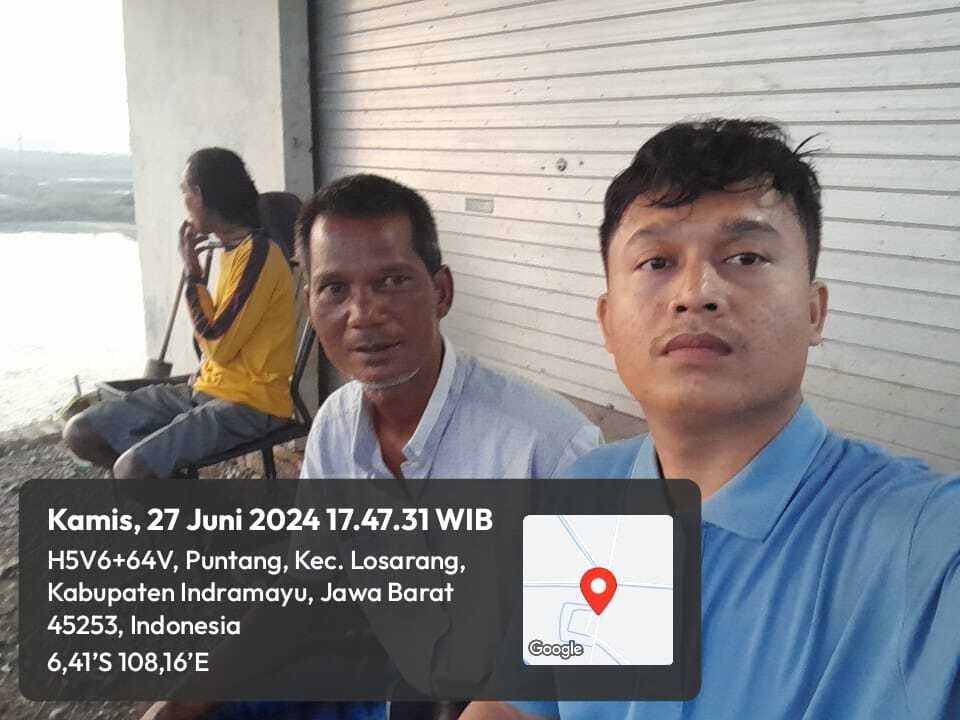 Kamis, 27 Juni 2024 17.47.31 WIB
H5V6+64V, Puntang, Kec. Losarang,
Kabupaten Indramayu, Jawa Barat
45253, Indonesia
6,41’S 108,16’E
Google